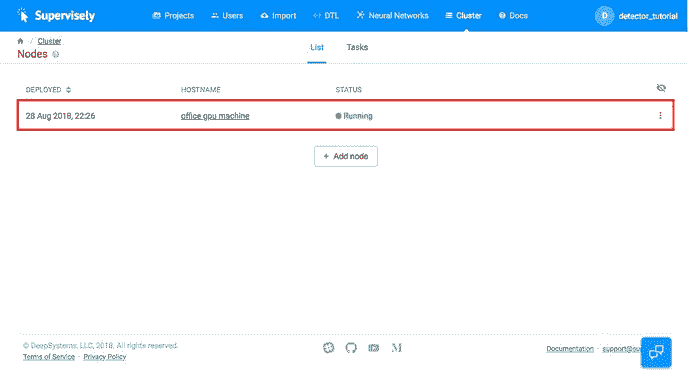 Supervisely Projects Users Import DTL Neural Networks Cluster Docs D detector_tutorial
/ Cluster
Nodes
List Tasks
DEPLOYED HOSTNAME STATUS
28 Aug 2018, 22:26 office gpu machine Running
+ Add node
© DeepSystems, LLC, 2018. All rights reserved.
Terms of Service - Privacy Policy
Documentation